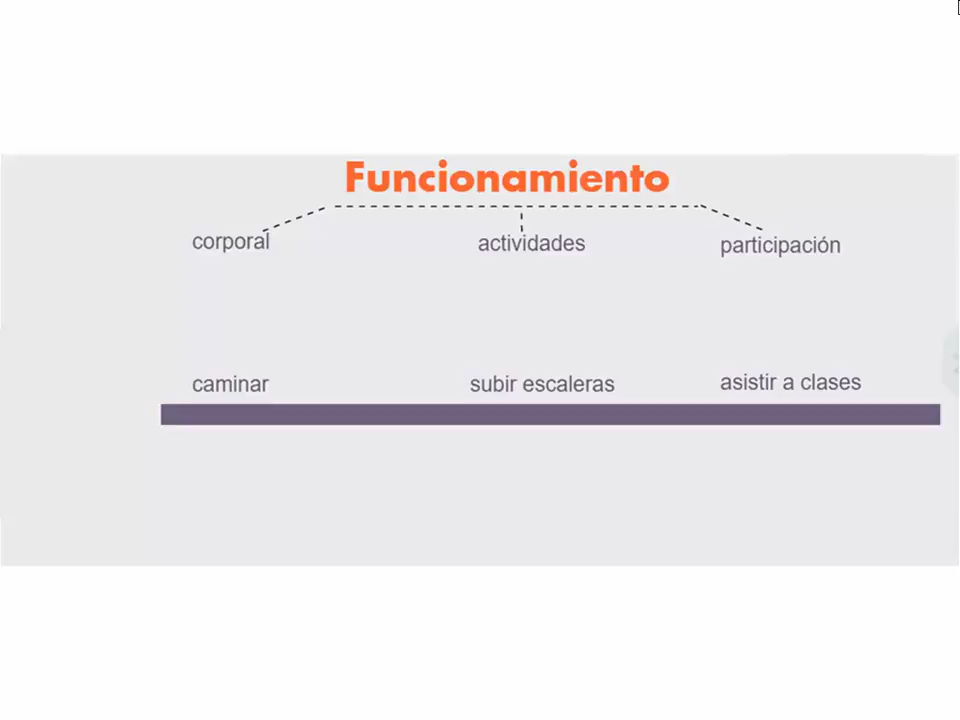 Funcionamiento
corporal actividades participación
caminar subir escaleras asistir a clases